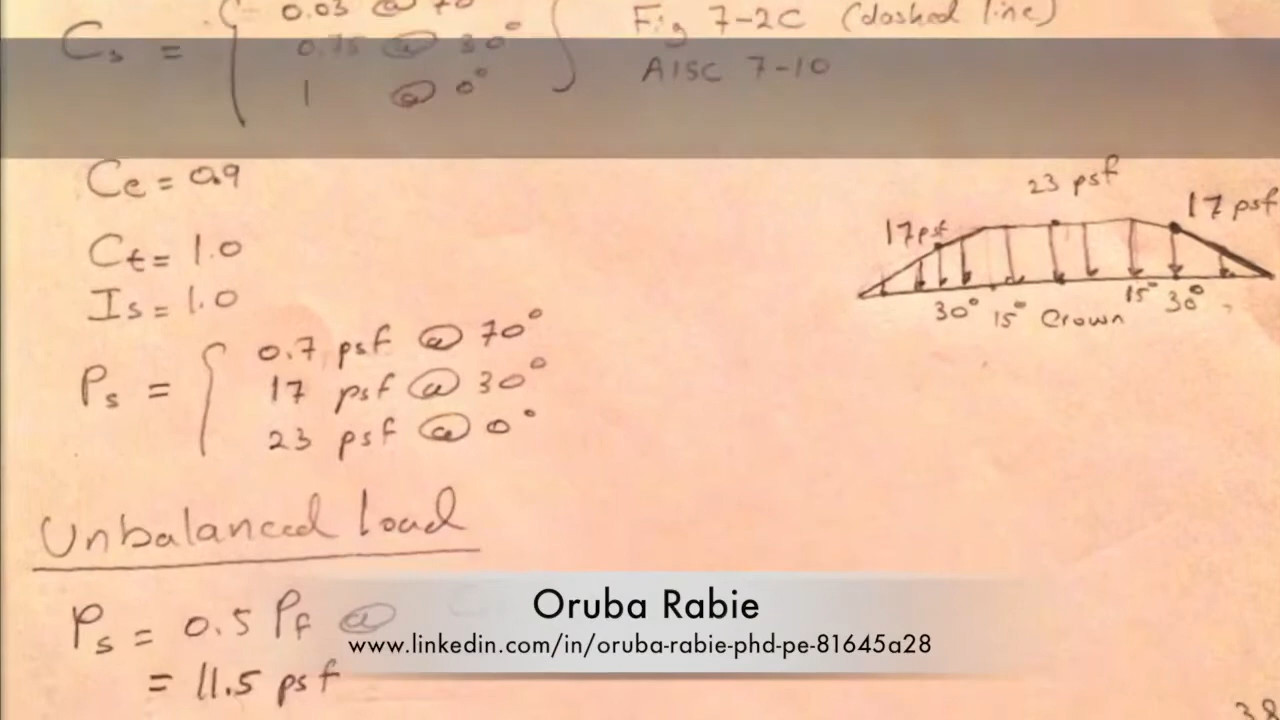 Cs = { 0.03 @ 70° } Fig 7-2C (dashed line)
0.75 @ 30° AISC 7-10
1 @ 0°
Ce = 0.9
Ct = 1.0
Is = 1.0
Ps = { 0.7 psf @ 70°
17 psf @ 30°
23 psf @ 0°
23 psf
17psf 17 psf
30° 15° Crown 15° 30°
Unbalanced load
Ps = 0.5 Pf @
= 11.5 psf
Oruba Rabie
www.linkedin.com/in/oruba-rabie-phd-pe-81645a28
38